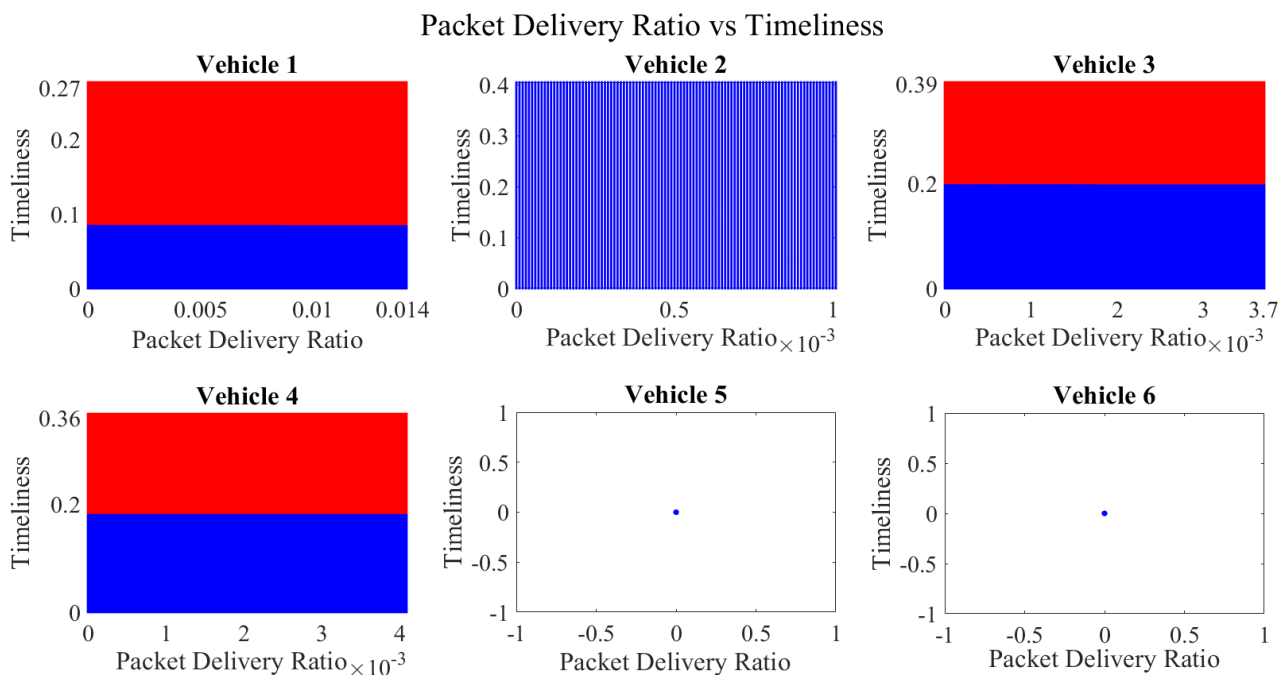 Packet Delivery Ratio vs Timeliness
Vehicle 1
Timeliness
0.27
0.2
0.1
0
0 0.005 0.01 0.014
Packet Delivery Ratio
Vehicle 2
Timeliness
0.4
0.3
0.2
0.1
0
0 0.5 1
Packet Delivery Ratio ×10⁻³
Vehicle 3
Timeliness
0.39
0.2
0
0 1 2 3 3.7
Packet Delivery Ratio ×10⁻³
Vehicle 4
Timeliness
0.36
0.2
0
0 1 2 3 4
Packet Delivery Ratio ×10⁻³
Vehicle 5
Timeliness
1
0.5
0
-0.5
-1
-1 -0.5 0 0.5 1
Packet Delivery Ratio
Vehicle 6
Timeliness
1
0.5
0
-0.5
-1
-1 -0.5 0 0.5 1
Packet Delivery Ratio